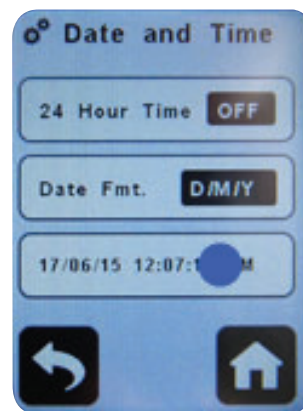 Date and Time
24 Hour Time OFF
Date Fmt. D/M/Y
17/06/15 12:07: